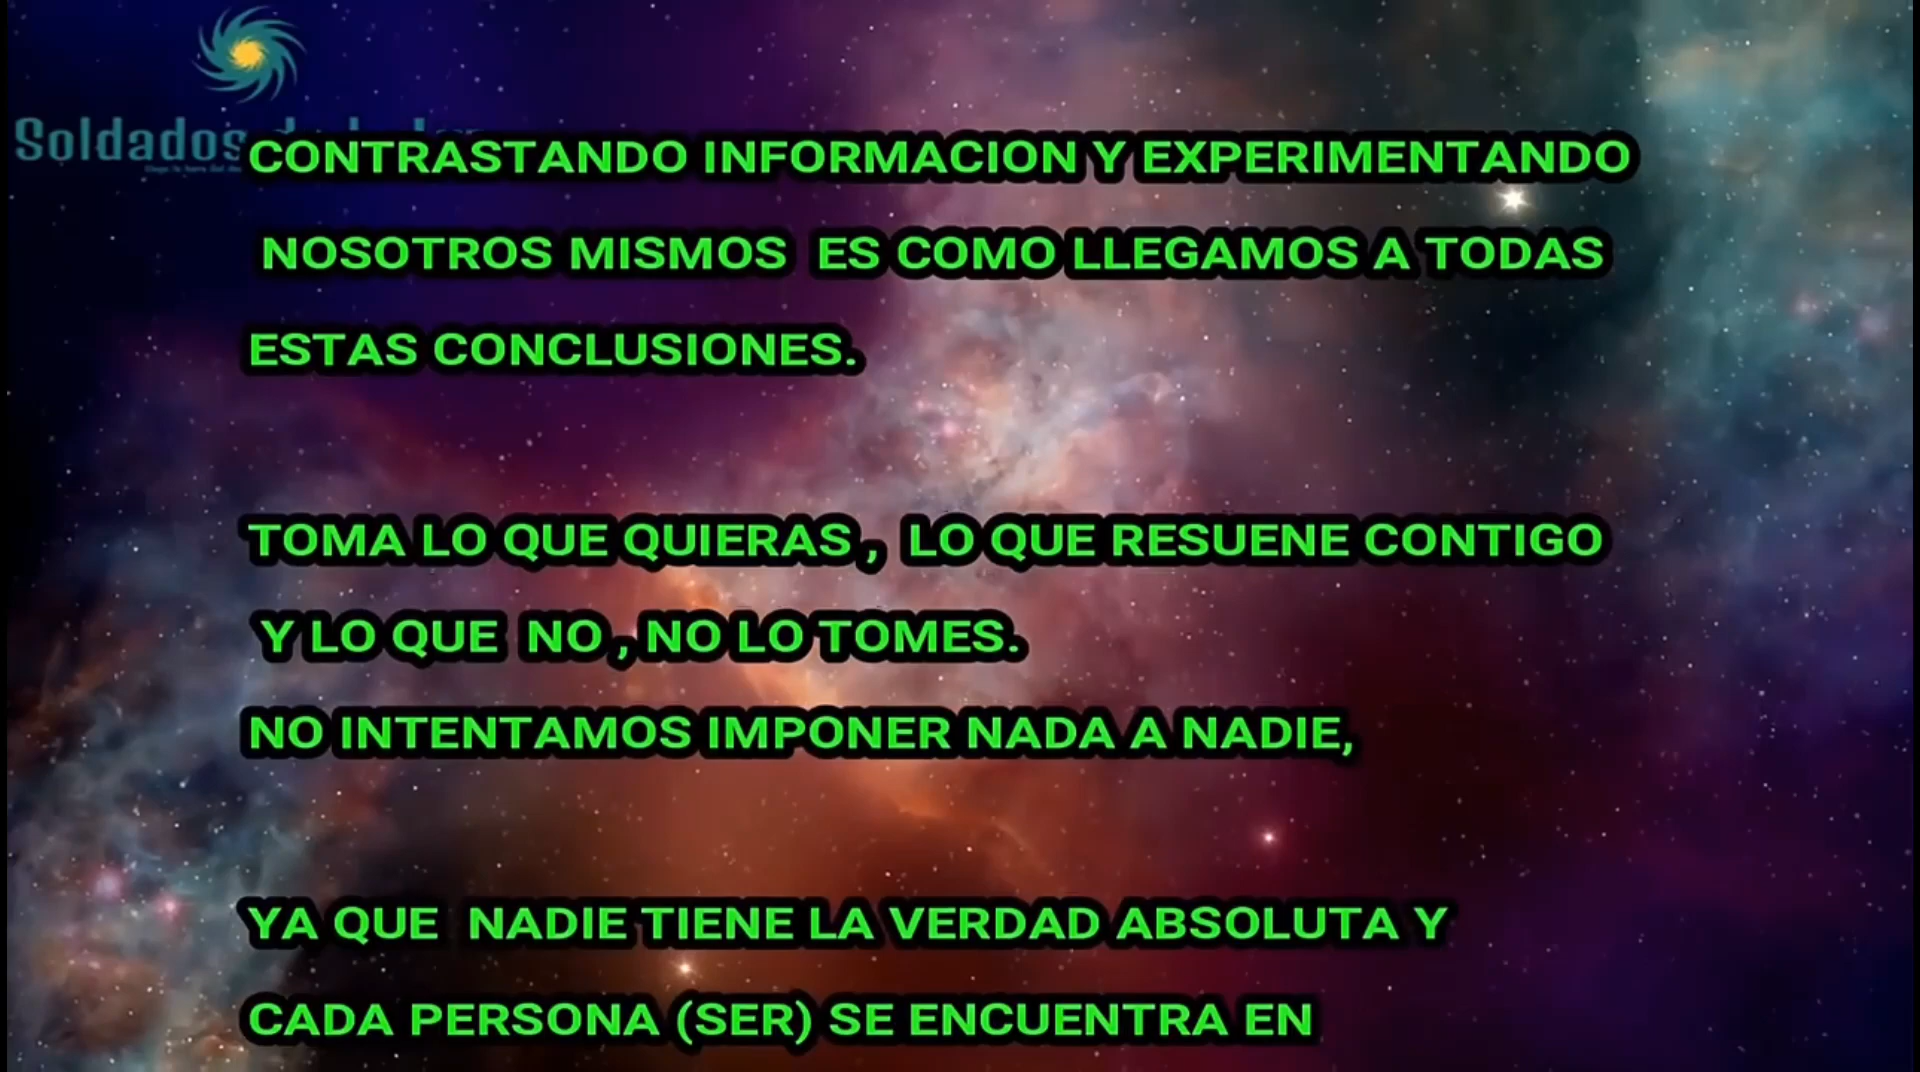 Soldados
CONTRASTANDO INFORMACION Y EXPERIMENTANDO
NOSOTROS MISMOS ES COMO LLEGAMOS A TODAS
ESTAS CONCLUSIONES.
TOMA LO QUE QUIERAS , LO QUE RESUENE CONTIGO
Y LO QUE NO , NO LO TOMES.
NO INTENTAMOS IMPONER NADA A NADIE,
YA QUE NADIE TIENE LA VERDAD ABSOLUTA Y
CADA PERSONA (SER) SE ENCUENTRA EN